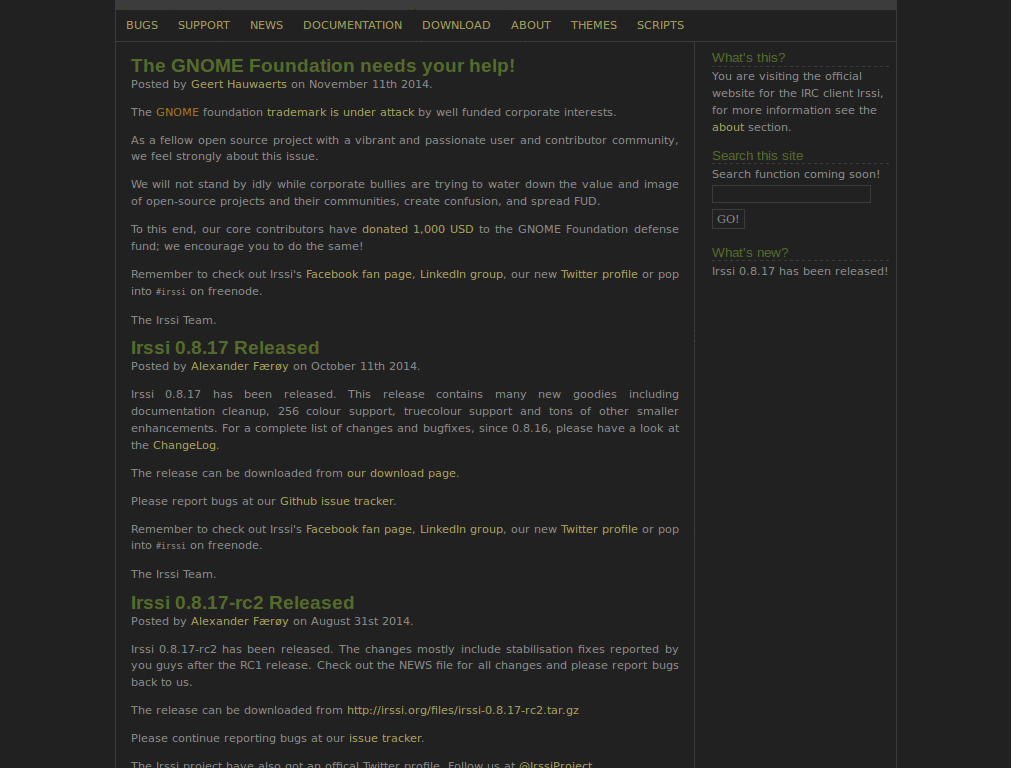 BUGS SUPPORT NEWS DOCUMENTATION DOWNLOAD ABOUT THEMES SCRIPTS
The GNOME Foundation needs your help!
Posted by Geert Hauwaerts on November 11th 2014.
The GNOME foundation trademark is under attack by well funded corporate interests.
As a fellow open source project with a vibrant and passionate user and contributor community,
we feel strongly about this issue.
We will not stand by idly while corporate bullies are trying to water down the value and image
of open-source projects and their communities, create confusion, and spread FUD.
To this end, our core contributors have donated 1,000 USD to the GNOME Foundation defense
fund; we encourage you to do the same!
Remember to check out Irssi's Facebook fan page, LinkedIn group, our new Twitter profile or pop
into #irssi on freenode.
The Irssi Team.
Irssi 0.8.17 Released
Posted by Alexander Færøy on October 11th 2014.
Irssi 0.8.17 has been released. This release contains many new goodies including
documentation cleanup, 256 colour support, truecolour support and tons of other smaller
enhancements. For a complete list of changes and bugfixes, since 0.8.16, please have a look at
the ChangeLog.
The release can be downloaded from our download page.
Please report bugs at our Github issue tracker.
Remember to check out Irssi's Facebook fan page, LinkedIn group, our new Twitter profile or pop
into #irssi on freenode.
The Irssi Team.
Irssi 0.8.17-rc2 Released
Posted by Alexander Færøy on August 31st 2014.
Irssi 0.8.17-rc2 has been released. The changes mostly include stabilisation fixes reported by
you guys after the RC1 release. Check out the NEWS file for all changes and please report bugs
back to us.
The release can be downloaded from http://irssi.org/files/irssi-0.8.17-rc2.tar.gz
Please continue reporting bugs at our issue tracker.
The Irssi project have also got an offical Twitter profile. Follow us at @IrssiProject.
What's this?
You are visiting the official
website for the IRC client Irssi,
for more information see the
about section.
Search this site
Search function coming soon!
GO!
What's new?
Irssi 0.8.17 has been released!